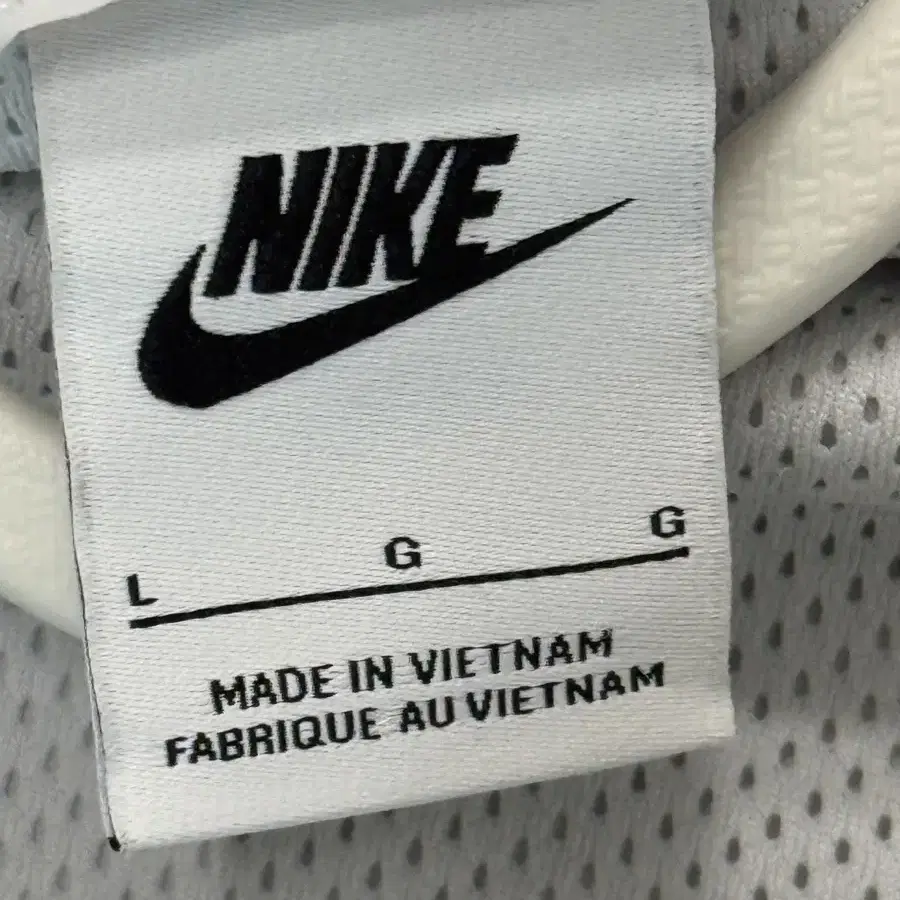 NIKE
L G G
MADE IN VIETNAM
FABRIQUE AU VIETNAM